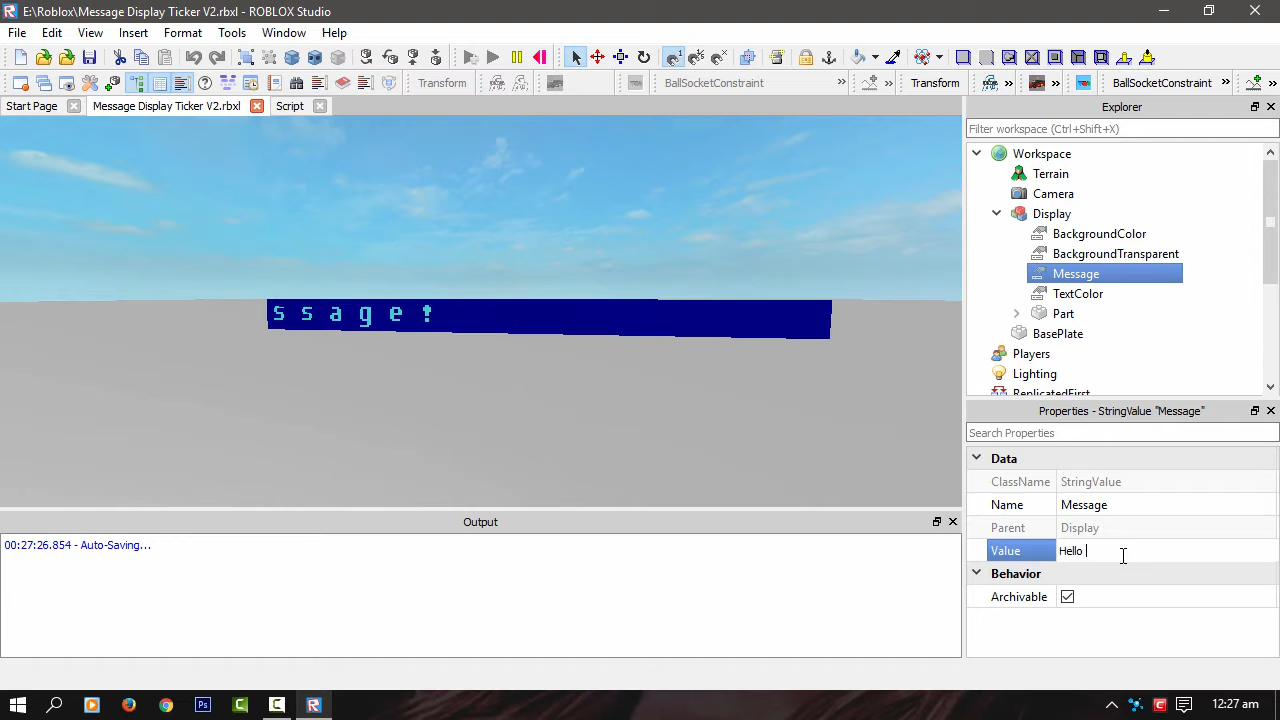 E:\Roblox\Message Display Ticker V2.rbxl - ROBLOX Studio
File Edit View Insert Format Tools Window Help
Transform BallSocketConstraint » Transform » » BallSocketConstraint » »
Start Page Message Display Ticker V2.rbxl Script
s s a g e !
Explorer
Filter workspace (Ctrl+Shift+X)
Workspace
Terrain
Camera
Display
BackgroundColor
BackgroundTransparent
Message
TextColor
Part
BasePlate
Players
Lighting
ReplicatedFirst
Properties - StringValue "Message"
Search Properties
Data
ClassName StringValue
Name Message
Parent Display
Value Hello
Behavior
Archivable
Output
00:27:26.854 - Auto-Saving...
12:27 am